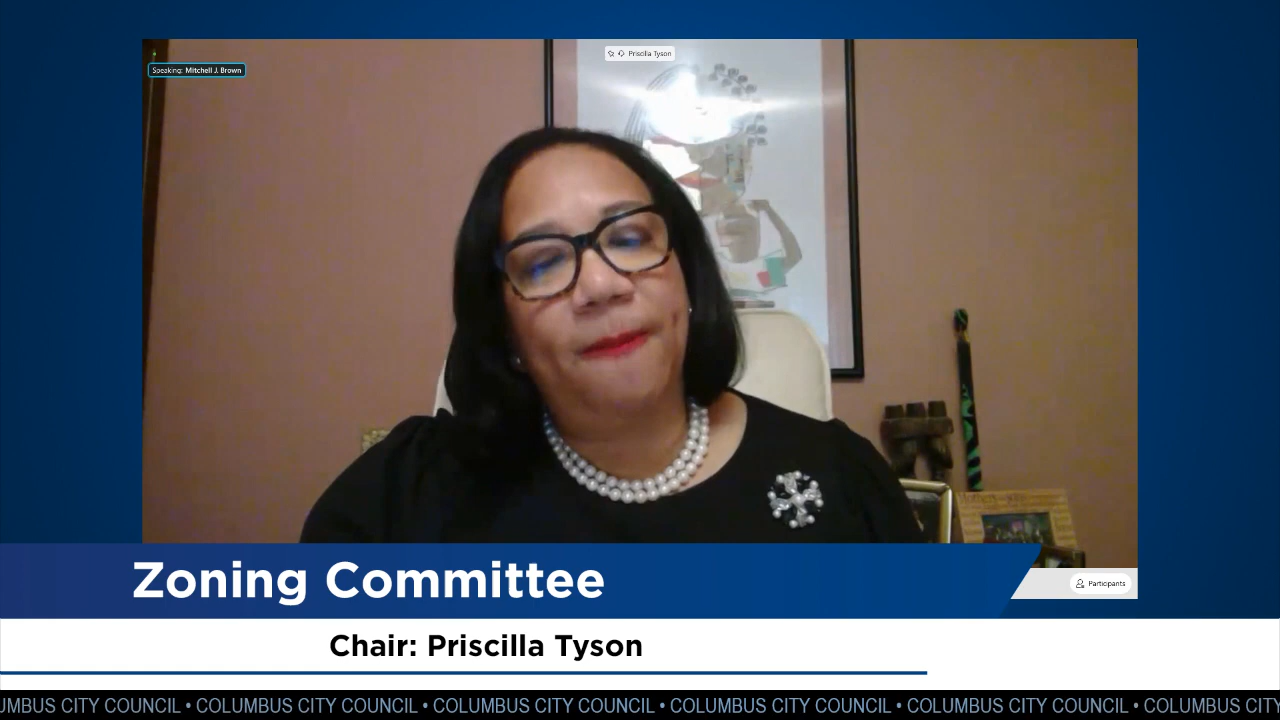 Priscilla Tyson
Speaking: Mitchell J. Brown
Participants
Zoning Committee
Chair: Priscilla Tyson
UMBUS CITY COUNCIL • COLUMBUS CITY COUNCIL • COLUMBUS CITY COUNCIL • COLUMBUS CITY COUNCIL • COLUMBUS CITY COUNCIL • COLUMBUS CITY